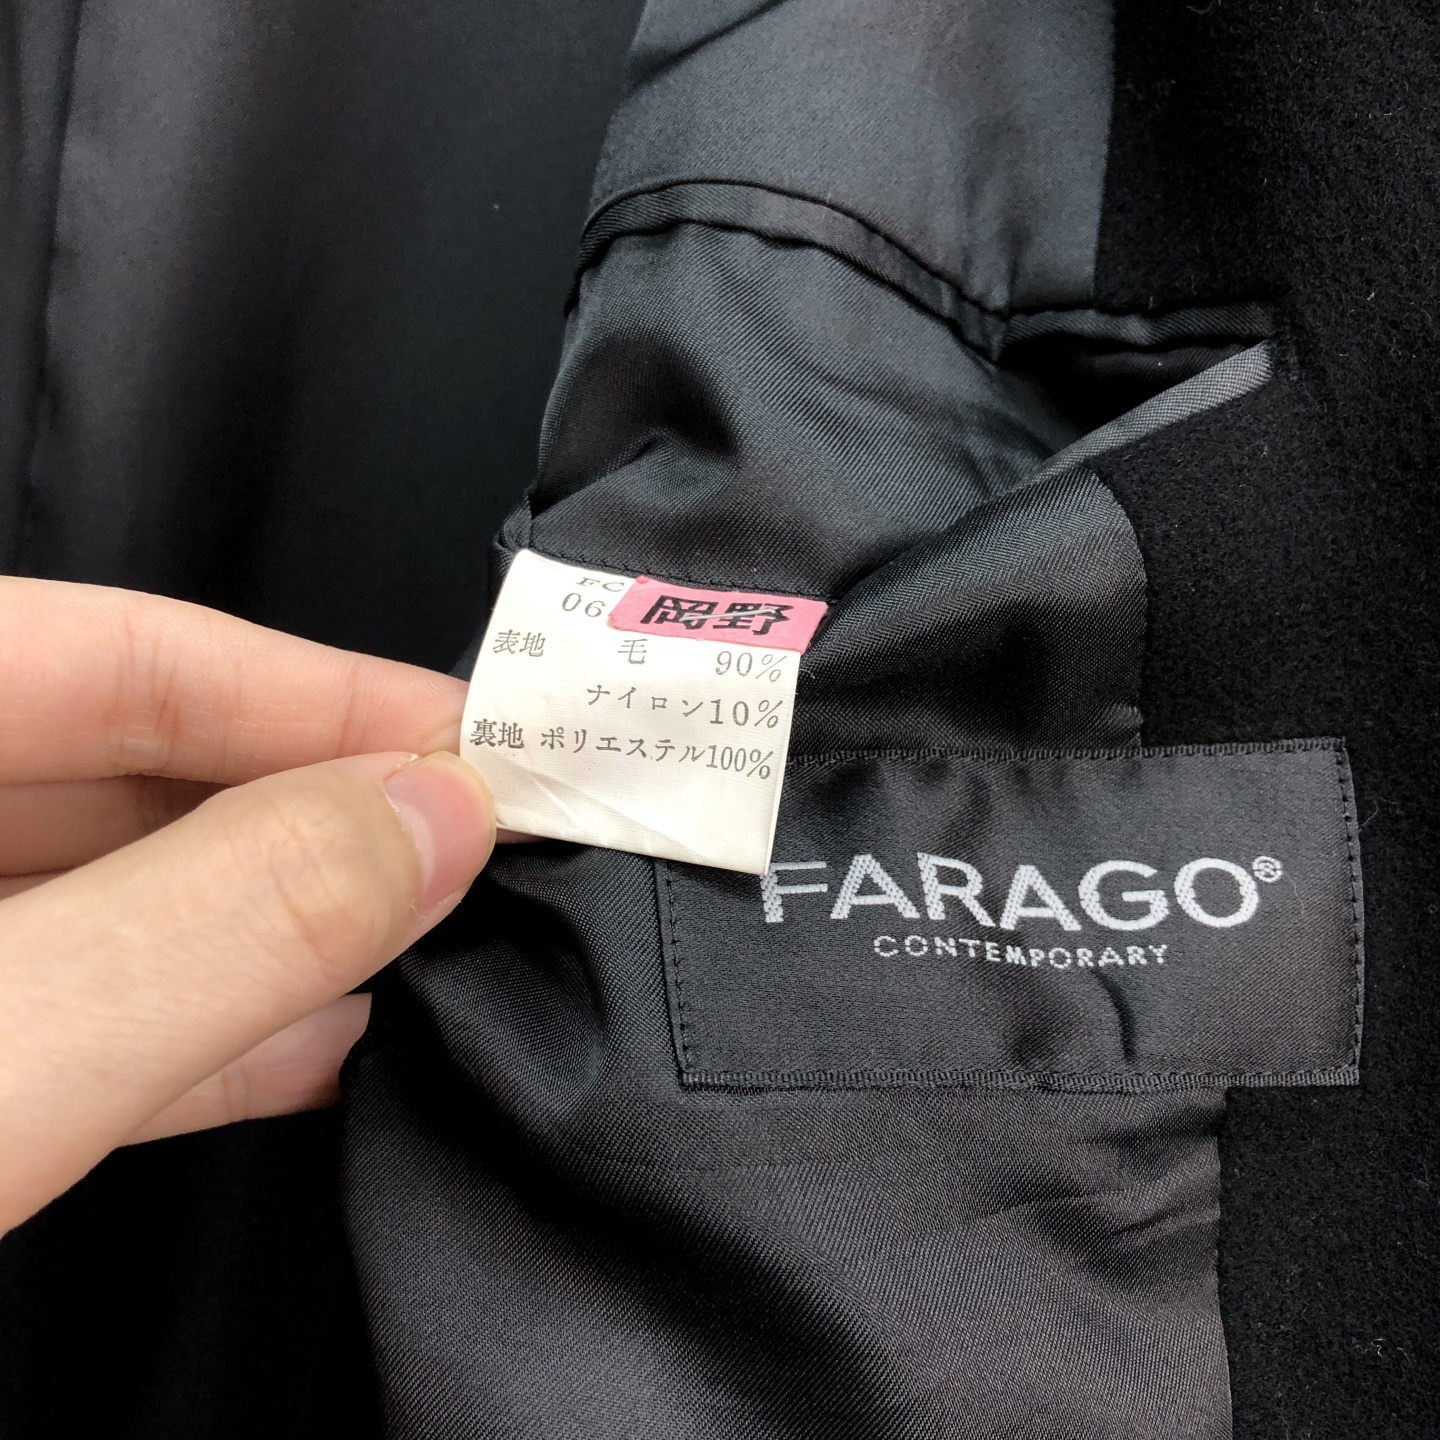 FC
06 岡野
表地 毛 90%
ナイロン10%
裏地 ポリエステル100%
FARAGO®
CONTEMPORARY